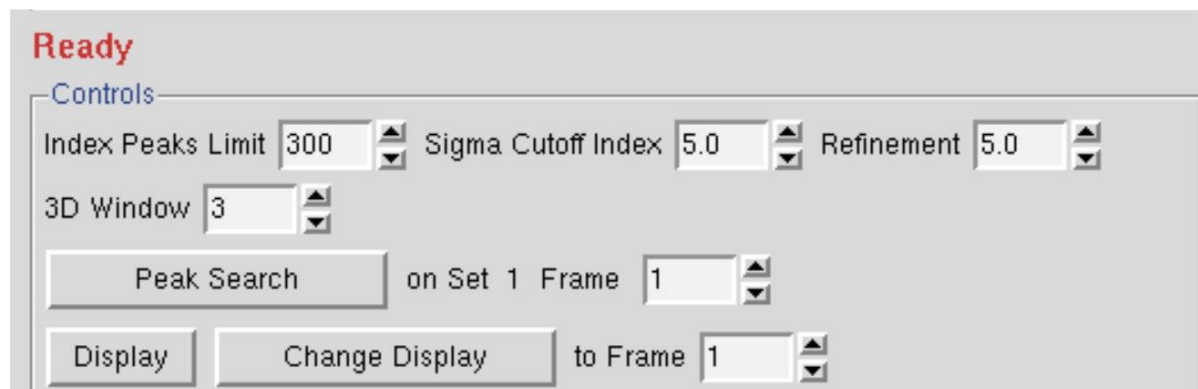 Ready
Controls
Index Peaks Limit 300 Sigma Cutoff Index 5.0 Refinement 5.0
3D Window 3
Peak Search on Set 1 Frame 1
Display Change Display to Frame 1